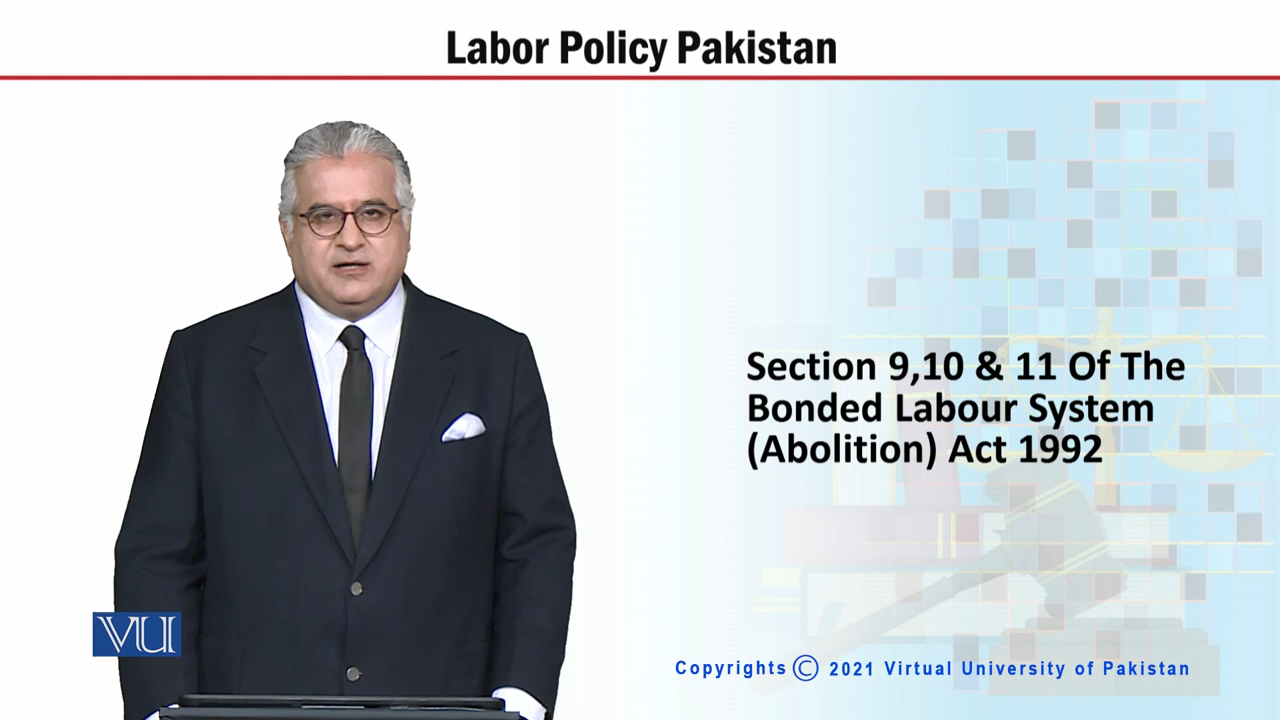 Labor Policy Pakistan
Section 9,10 & 11 Of The
Bonded Labour System
(Abolition) Act 1992
VU
Copyrights © 2021 Virtual University of Pakistan